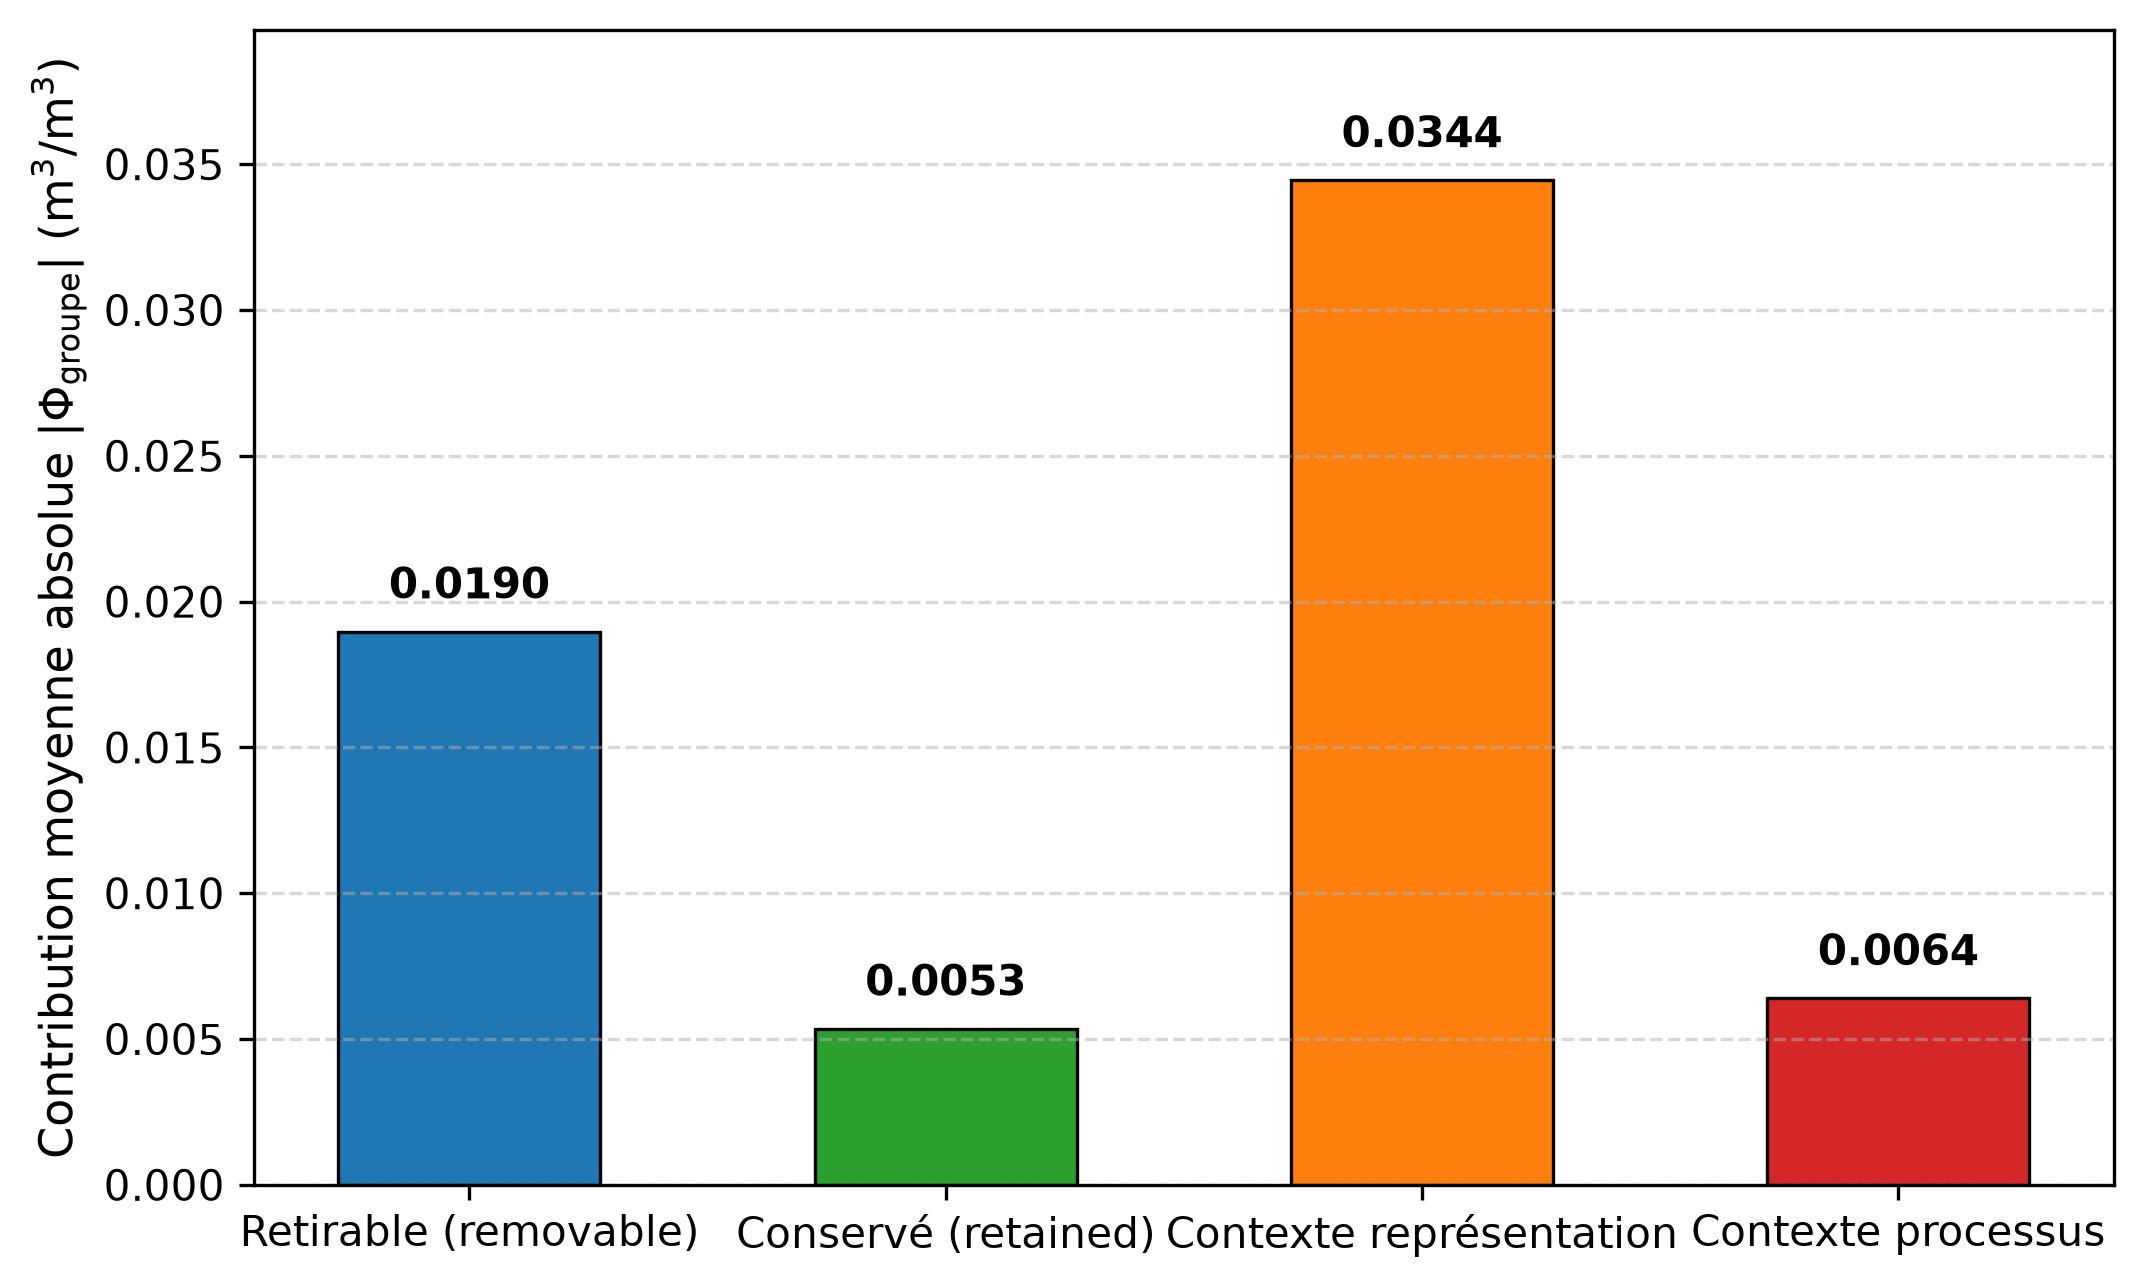 Contribution moyenne absolue |Φgroupe| (m³/m³)
0.035
0.030
0.025
0.020
0.015
0.010
0.005
0.000
0.0190
0.0053
0.0344
0.0064
Retirable (removable)
Conservé (retained)
Contexte représentation
Contexte processus